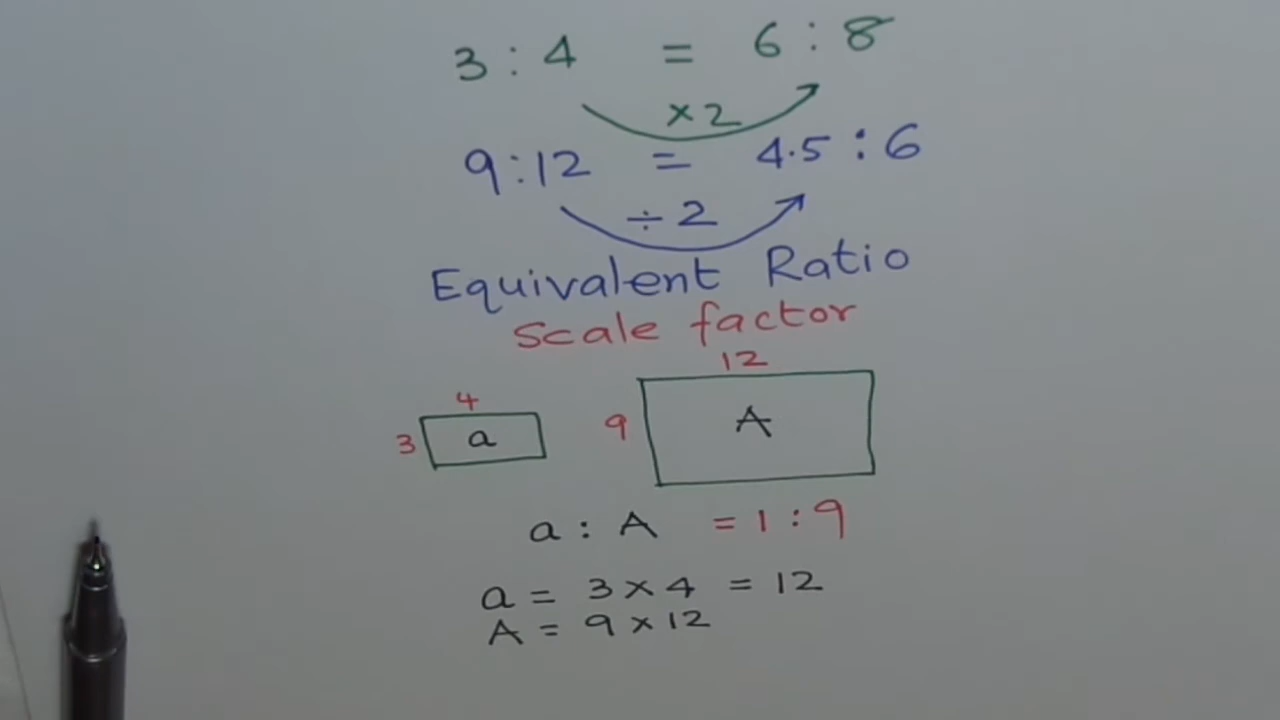 3 : 4 = 6 : 8
×2
9 : 12 = 4.5 : 6
÷ 2
Equivalent Ratio
Scale factor
12
4
3 a 9 A
a : A = 1 : 9
a = 3 × 4 = 12
A = 9 × 12